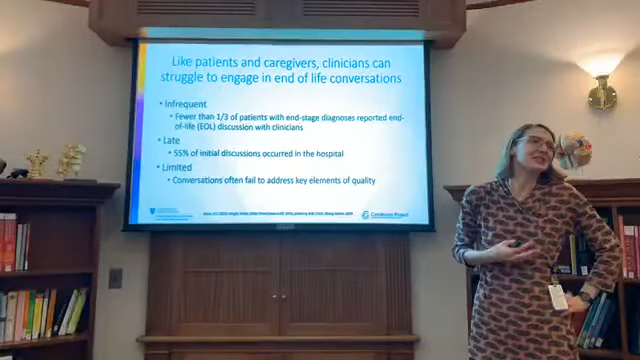 Like patients and caregivers, clinicians can
struggle to engage in end of life conversations
• Infrequent
• Fewer than 1/3 of patients with end-stage diagnoses reported end-
of-life (EOL) discussion with clinicians
• Late
• 55% of initial discussions occurred in the hospital
• Limited
• Conversations often fail to address key elements of quality